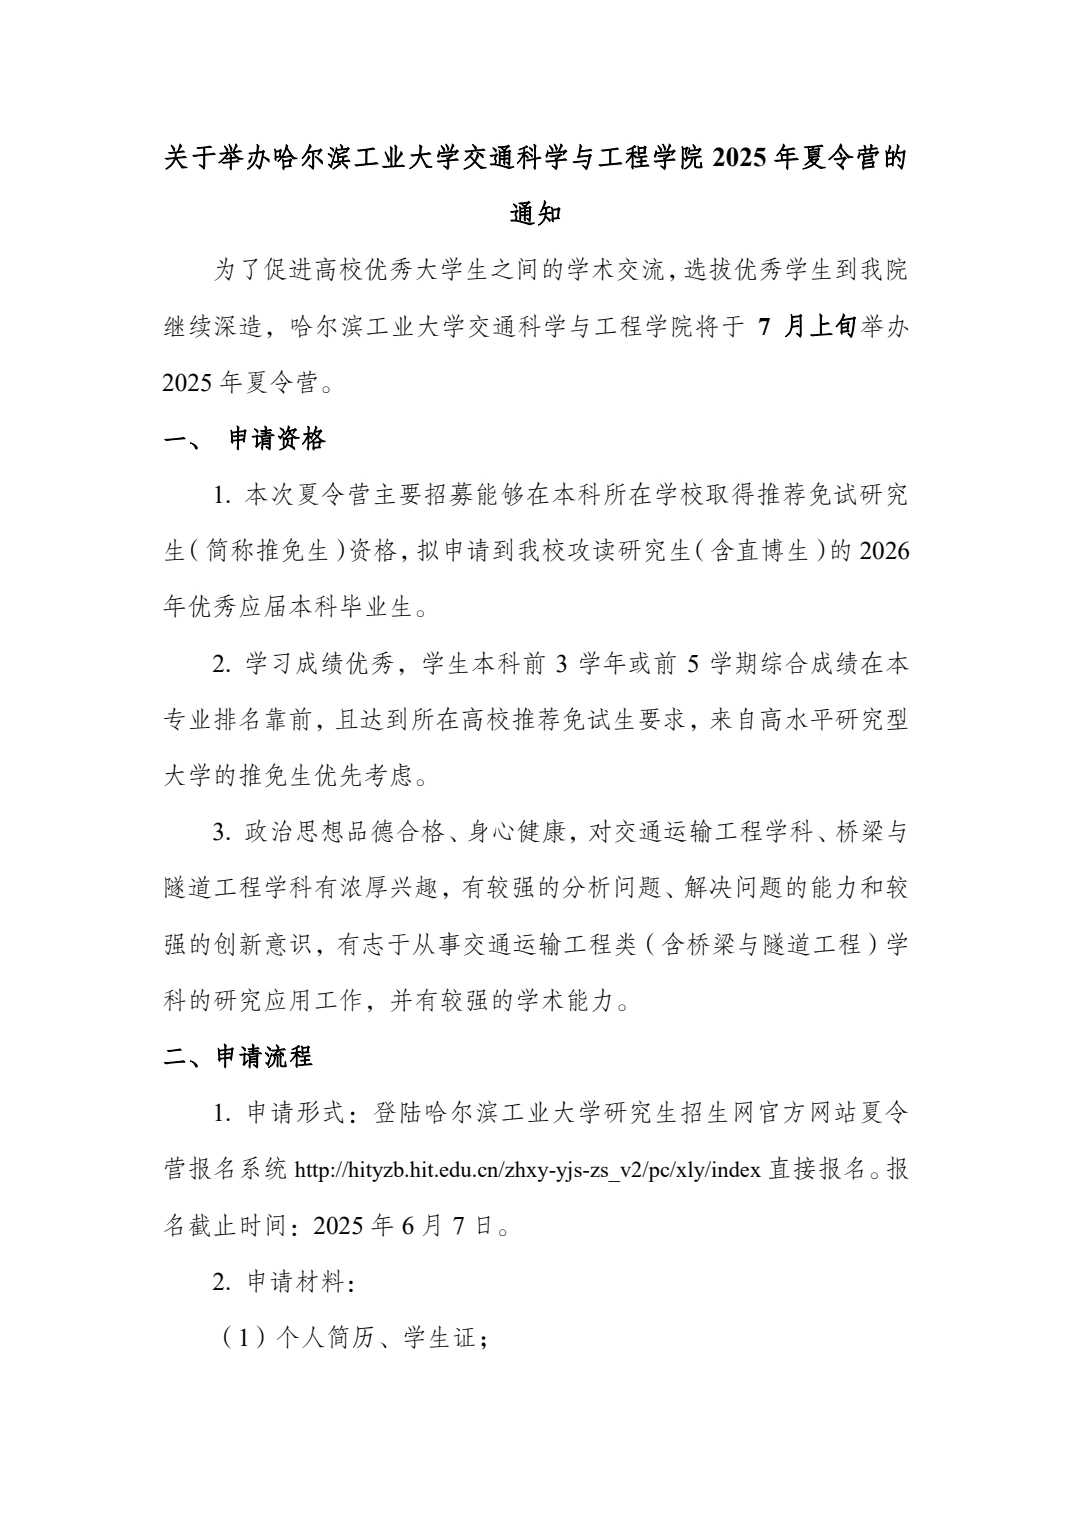 关于举办哈尔滨工业大学交通科学与工程学院 2025 年夏令营的
通知
为了促进高校优秀大学生之间的学术交流，选拔优秀学生到我院
继续深造，哈尔滨工业大学交通科学与工程学院将于 7 月上旬举办
2025 年夏令营。
一、 申请资格
1. 本次夏令营主要招募能够在本科所在学校取得推荐免试研究
生（简称推免生）资格，拟申请到我校攻读研究生（含直博生）的 2026
年优秀应届本科毕业生。
2. 学习成绩优秀，学生本科前 3 学年或前 5 学期综合成绩在本
专业排名靠前，且达到所在高校推荐免试生要求，来自高水平研究型
大学的推免生优先考虑。
3. 政治思想品德合格、身心健康，对交通运输工程学科、桥梁与
隧道工程学科有浓厚兴趣，有较强的分析问题、解决问题的能力和较
强的创新意识，有志于从事交通运输工程类（含桥梁与隧道工程）学
科的研究应用工作，并有较强的学术能力。
二、申请流程
1. 申请形式：登陆哈尔滨工业大学研究生招生网官方网站夏令
营报名系统 http://hityzb.hit.edu.cn/zhxy-yjs-zs_v2/pc/xly/index 直接报名。报
名截止时间：2025 年 6 月 7 日。
2. 申请材料：
（1）个人简历、学生证；